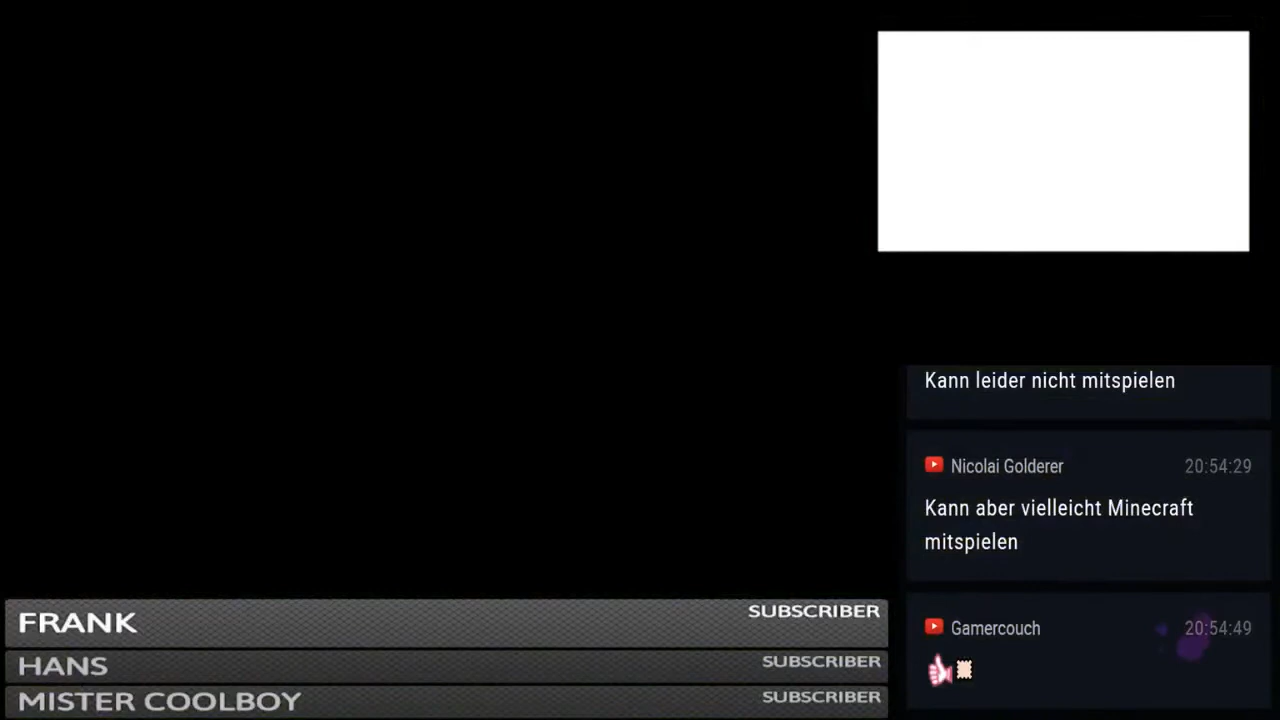 Kann leider nicht mitspielen
Nicolai Golderer 20:54:29
Kann aber vielleicht Minecraft
mitspielen
Gamercouch 20:54:49
FRANK SUBSCRIBER
HANS SUBSCRIBER
MISTER COOLBOY SUBSCRIBER